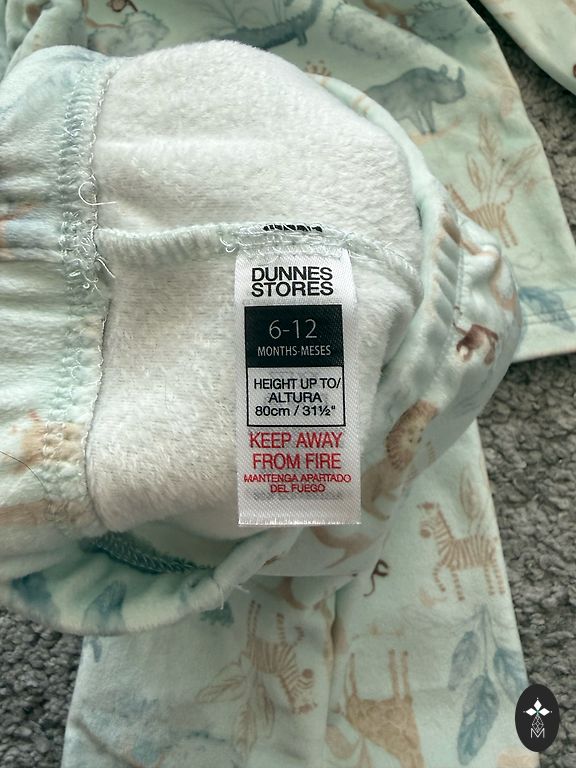 DUNNES
STORES
6-12
MONTHS-MESES
HEIGHT UP TO/
ALTURA
80cm / 31½"
KEEP AWAY
FROM FIRE
MANTENGA APARTADO
DEL FUEGO
M